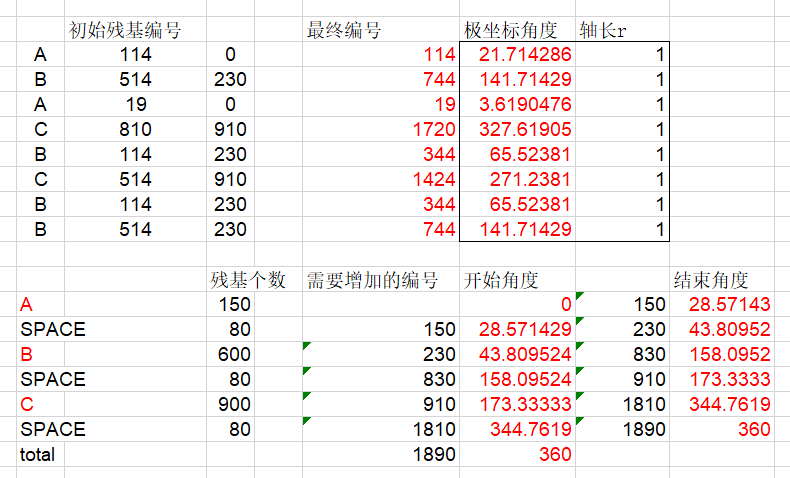 初始残基编号 最终编号 极坐标角度 轴长r
A 114 0 114 21.714286 1
B 514 230 744 141.71429 1
A 19 0 19 3.6190476 1
C 810 910 1720 327.61905 1
B 114 230 344 65.52381 1
C 514 910 1424 271.2381 1
B 114 230 344 65.52381 1
B 514 230 744 141.71429 1
残基个数 需要增加的编号 开始角度 结束角度
A 150 0 150 28.57143
SPACE 80 150 28.571429 230 43.80952
B 600 230 43.809524 830 158.0952
SPACE 80 830 158.09524 910 173.3333
C 900 910 173.33333 1810 344.7619
SPACE 80 1810 344.7619 1890 360
total 1890 360